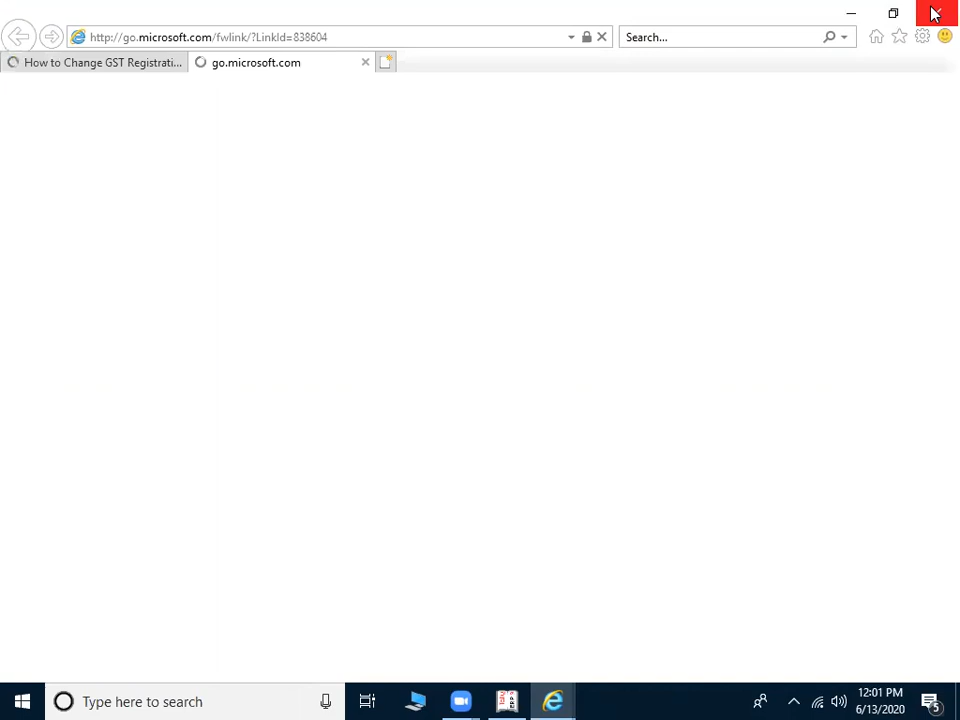 http://go.microsoft.com/fwlink/?LinkId=838604
Search...
How to Change GST Registrati...
go.microsoft.com
Type here to search
12:01 PM
6/13/2020
5